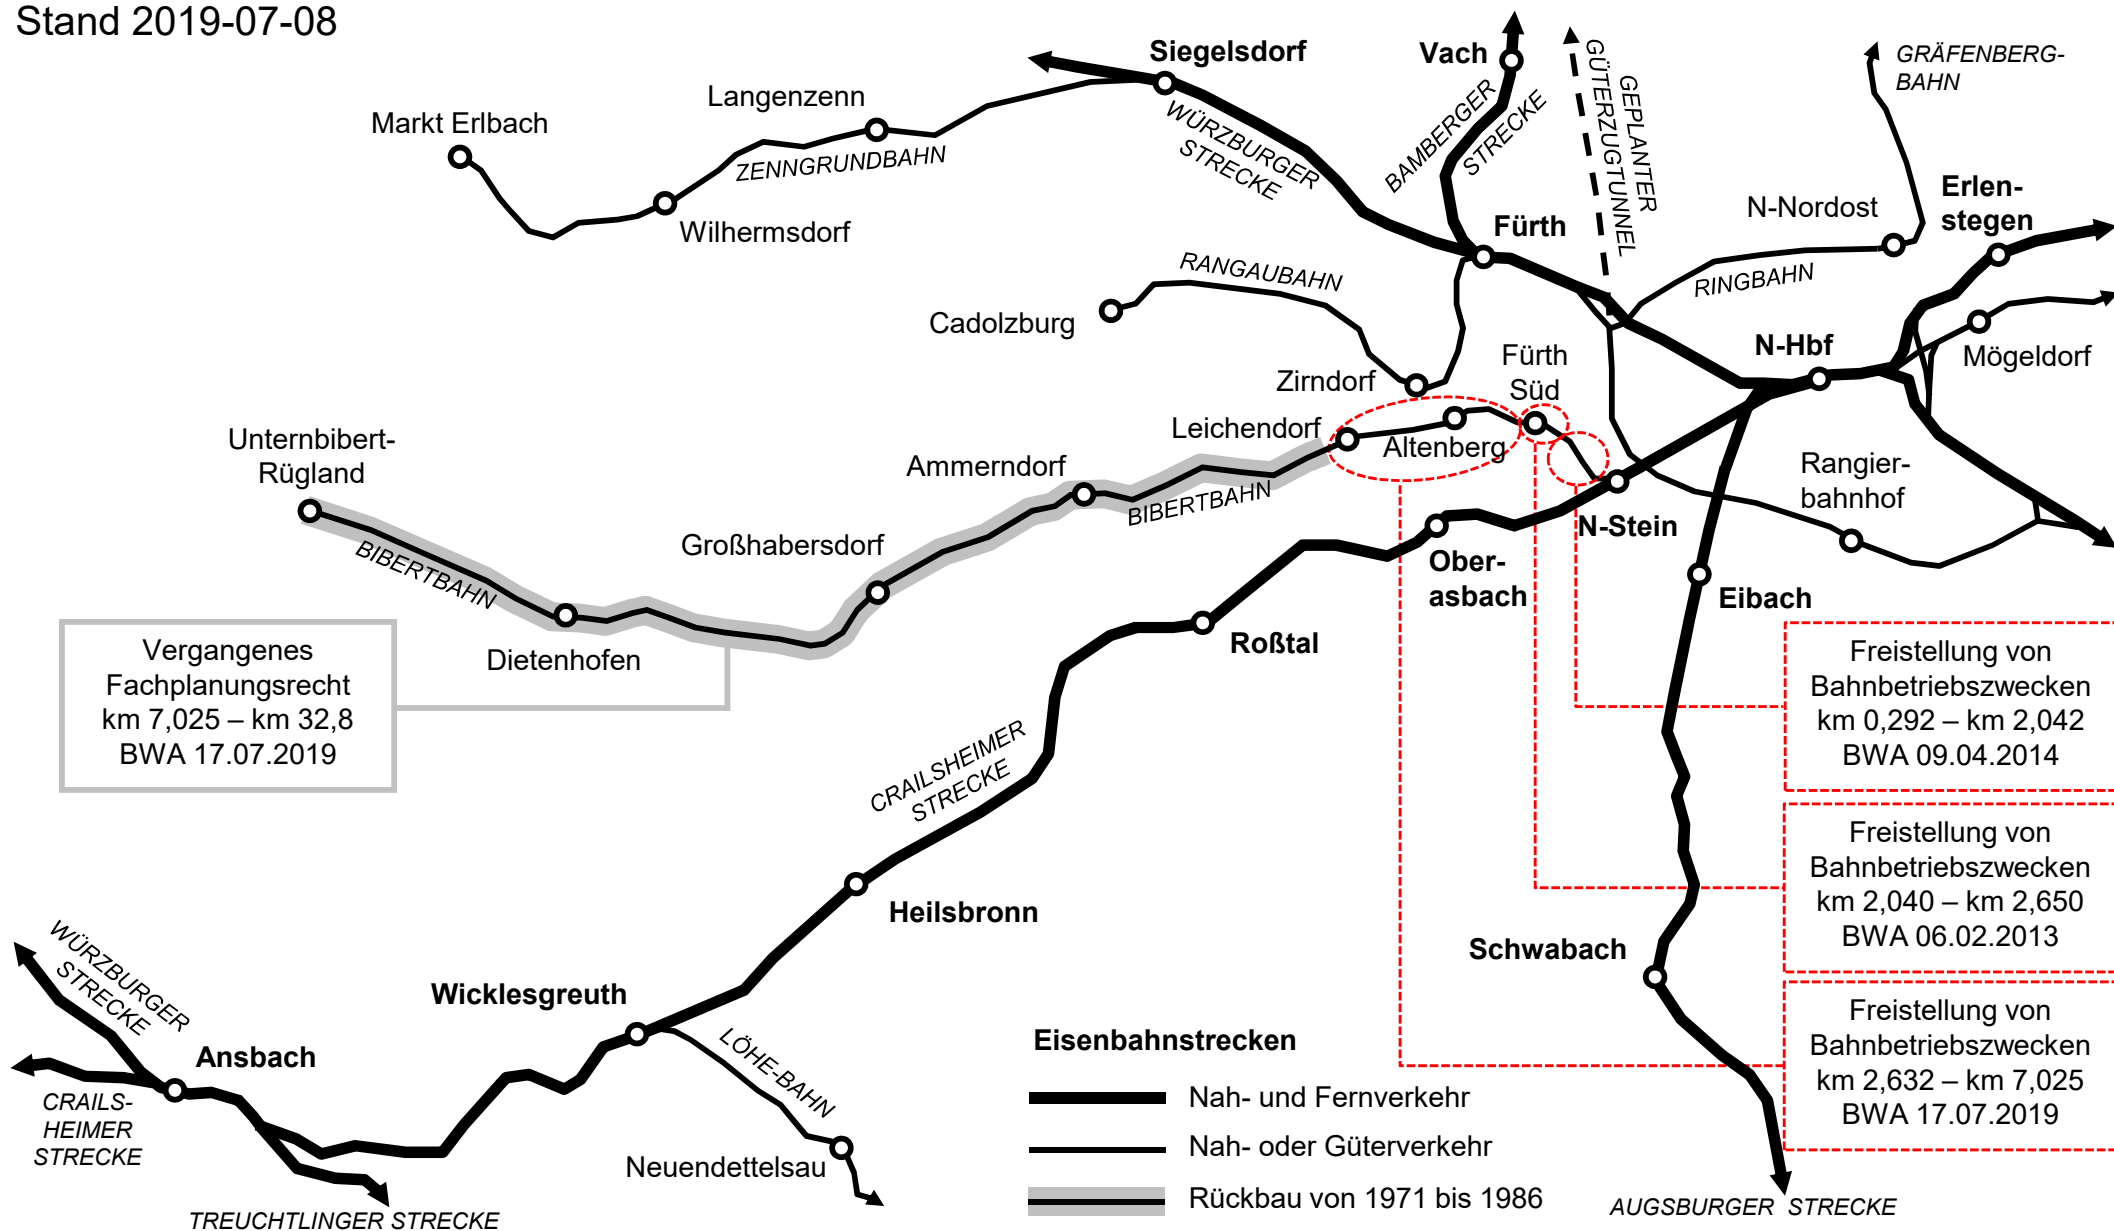 Stand 2019-07-08
Siegelsdorf
Vach
GEPLANTER
GÜTERZUGTUNNEL
GRÄFENBERG-
BAHN
Langenzenn
Markt Erlbach
ZENNGRUNDBAHN
WÜRZBURGER
STRECKE
BAMBERGER
STRECKE
Wilhermsdorf
Fürth
N-Nordost
Erlen-
stegen
RANGAUBAHN
RINGBAHN
Cadolzburg
N-Hbf
Mögeldorf
Zirndorf
Fürth
Süd
Leichendorf
Altenberg
Unternbibert-
Rügland
Ammerndorf
BIBERTBAHN
Rangier-
bahnhof
N-Stein
Großhabersdorf
BIBERTBAHN
Ober-
asbach
Eibach
Dietenhofen
Roßtal
Vergangenes
Fachplanungsrecht
km 7,025 – km 32,8
BWA 17.07.2019
Freistellung von
Bahnbetriebszwecken
km 0,292 – km 2,042
BWA 09.04.2014
CRAILSHEIMER
STRECKE
Freistellung von
Bahnbetriebszwecken
km 2,040 – km 2,650
BWA 06.02.2013
Heilsbronn
Schwabach
WÜRZBURGER
STRECKE
Wicklesgreuth
Freistellung von
Bahnbetriebszwecken
km 2,632 – km 7,025
BWA 17.07.2019
Ansbach
LÖHE-BAHN
CRAILS-
HEIMER
STRECKE
Neuendettelsau
TREUCHTLINGER STRECKE
Eisenbahnstrecken
Nah- und Fernverkehr
Nah- oder Güterverkehr
Rückbau von 1971 bis 1986
AUGSBURGER STRECKE